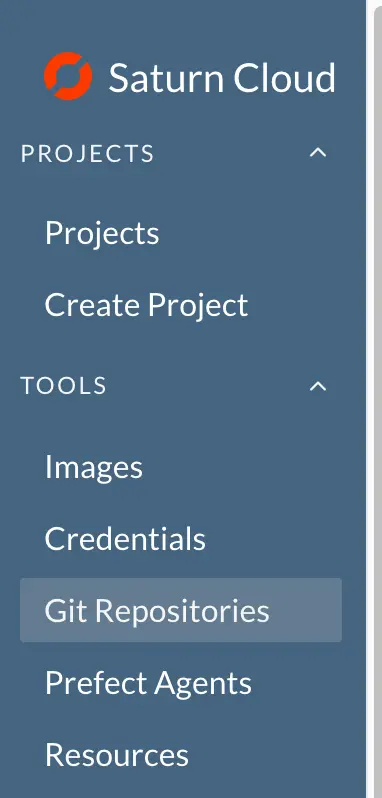 Saturn Cloud
PROJECTS
Projects
Create Project
TOOLS
Images
Credentials
Git Repositories
Prefect Agents
Resources